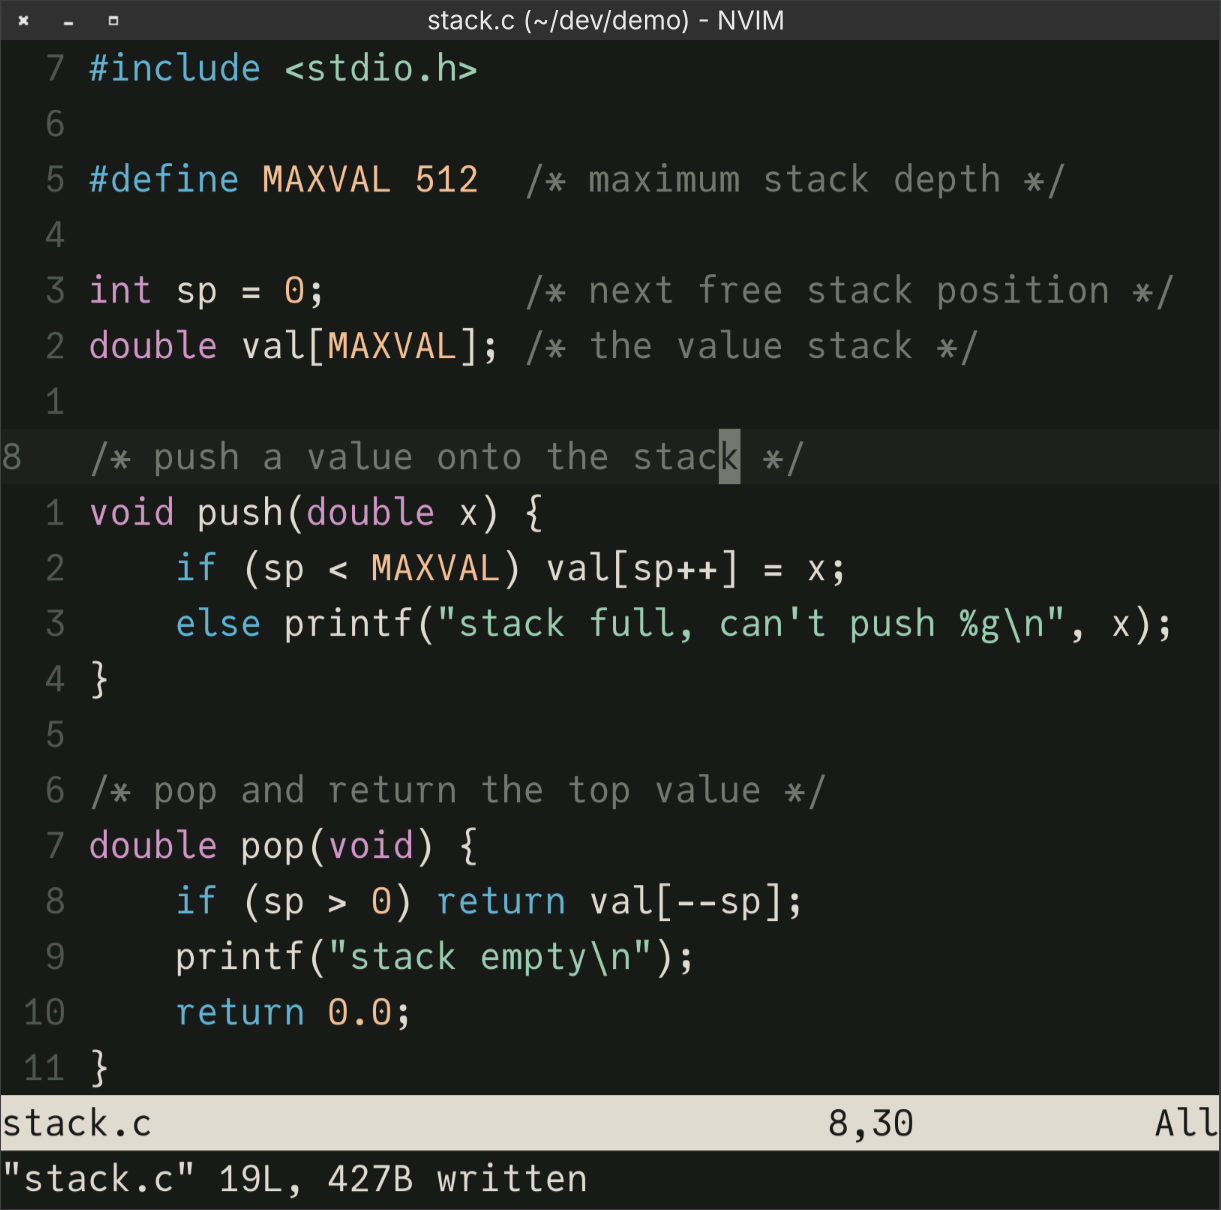 stack.c (~/dev/demo) - NVIM
7 #include <stdio.h>
6
5 #define MAXVAL 512  /* maximum stack depth */
4
3 int sp = 0;         /* next free stack position */
2 double val[MAXVAL]; /* the value stack */
1
8   /* push a value onto the stack */
1 void push(double x) {
2     if (sp < MAXVAL) val[sp++] = x;
3     else printf("stack full, can't push %g\n", x);
4 }
5
6 /* pop and return the top value */
7 double pop(void) {
8     if (sp > 0) return val[--sp];
9     printf("stack empty\n");
10     return 0.0;
11 }
stack.c 8,30 All
"stack.c" 19L, 427B written